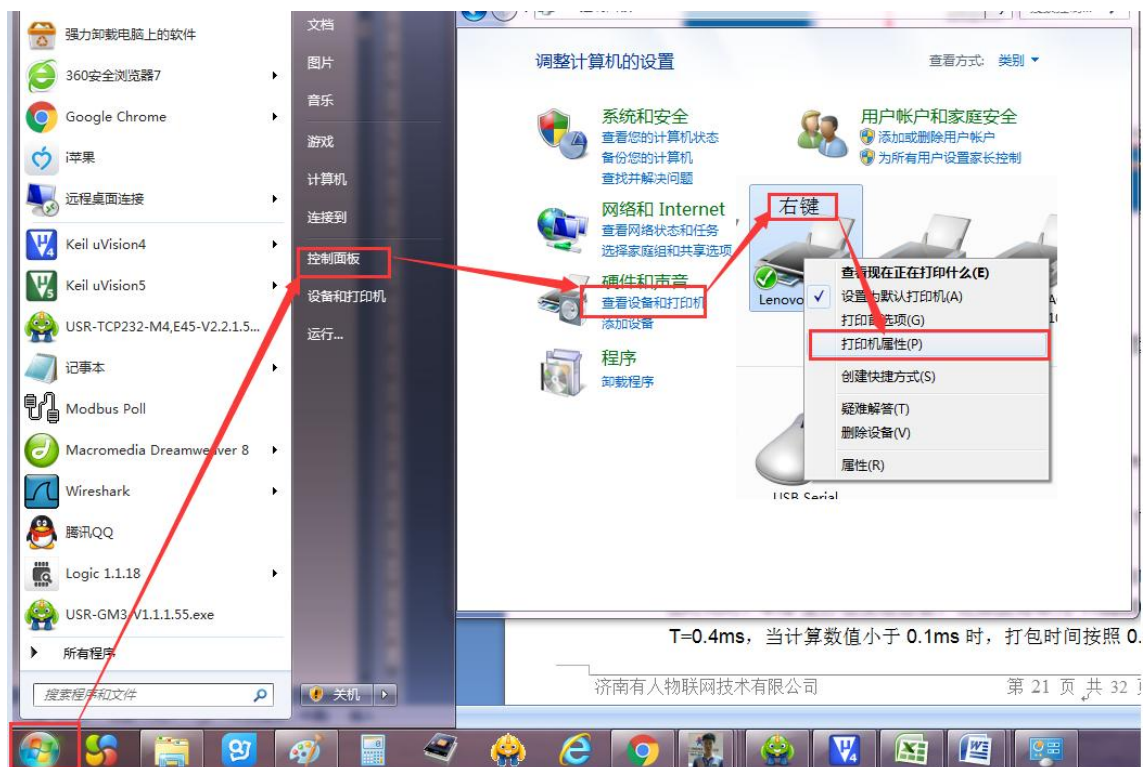 强力卸载电脑上的软件
360安全浏览器7
Google Chrome
i苹果
远程桌面连接
Keil uVision4
Keil uVision5
USR-TCP232-M4,E45-V2.2.1.5...
记事本
Modbus Poll
Macromedia Dreamweaver 8
Wireshark
腾讯QQ
Logic 1.1.18
USR-GM3-V1.1.1.55.exe
所有程序
搜索程序和文件
文档
图片
音乐
游戏
计算机
连接到
控制面板
设备和打印机
运行...
关机
调整计算机的设置
查看方式: 类别
系统和安全
查看您的计算机状态
备份您的计算机
查找并解决问题
网络和 Internet
查看网络状态和任务
选择家庭组和共享选项
硬件和声音
查看设备和打印机
添加设备
程序
卸载程序
用户帐户和家庭安全
添加或删除用户帐户
为所有用户设置家长控制
右键
Lenovo
查看现在正在打印什么(E)
设置为默认打印机(A)
打印首选项(G)
打印机属性(P)
创建快捷方式(S)
疑难解答(T)
删除设备(V)
属性(R)
USB Serial
T=0.4ms，当计算数值小于 0.1ms 时，打包时间按照 0.
济南有人物联网技术有限公司
第 21 页 共 32